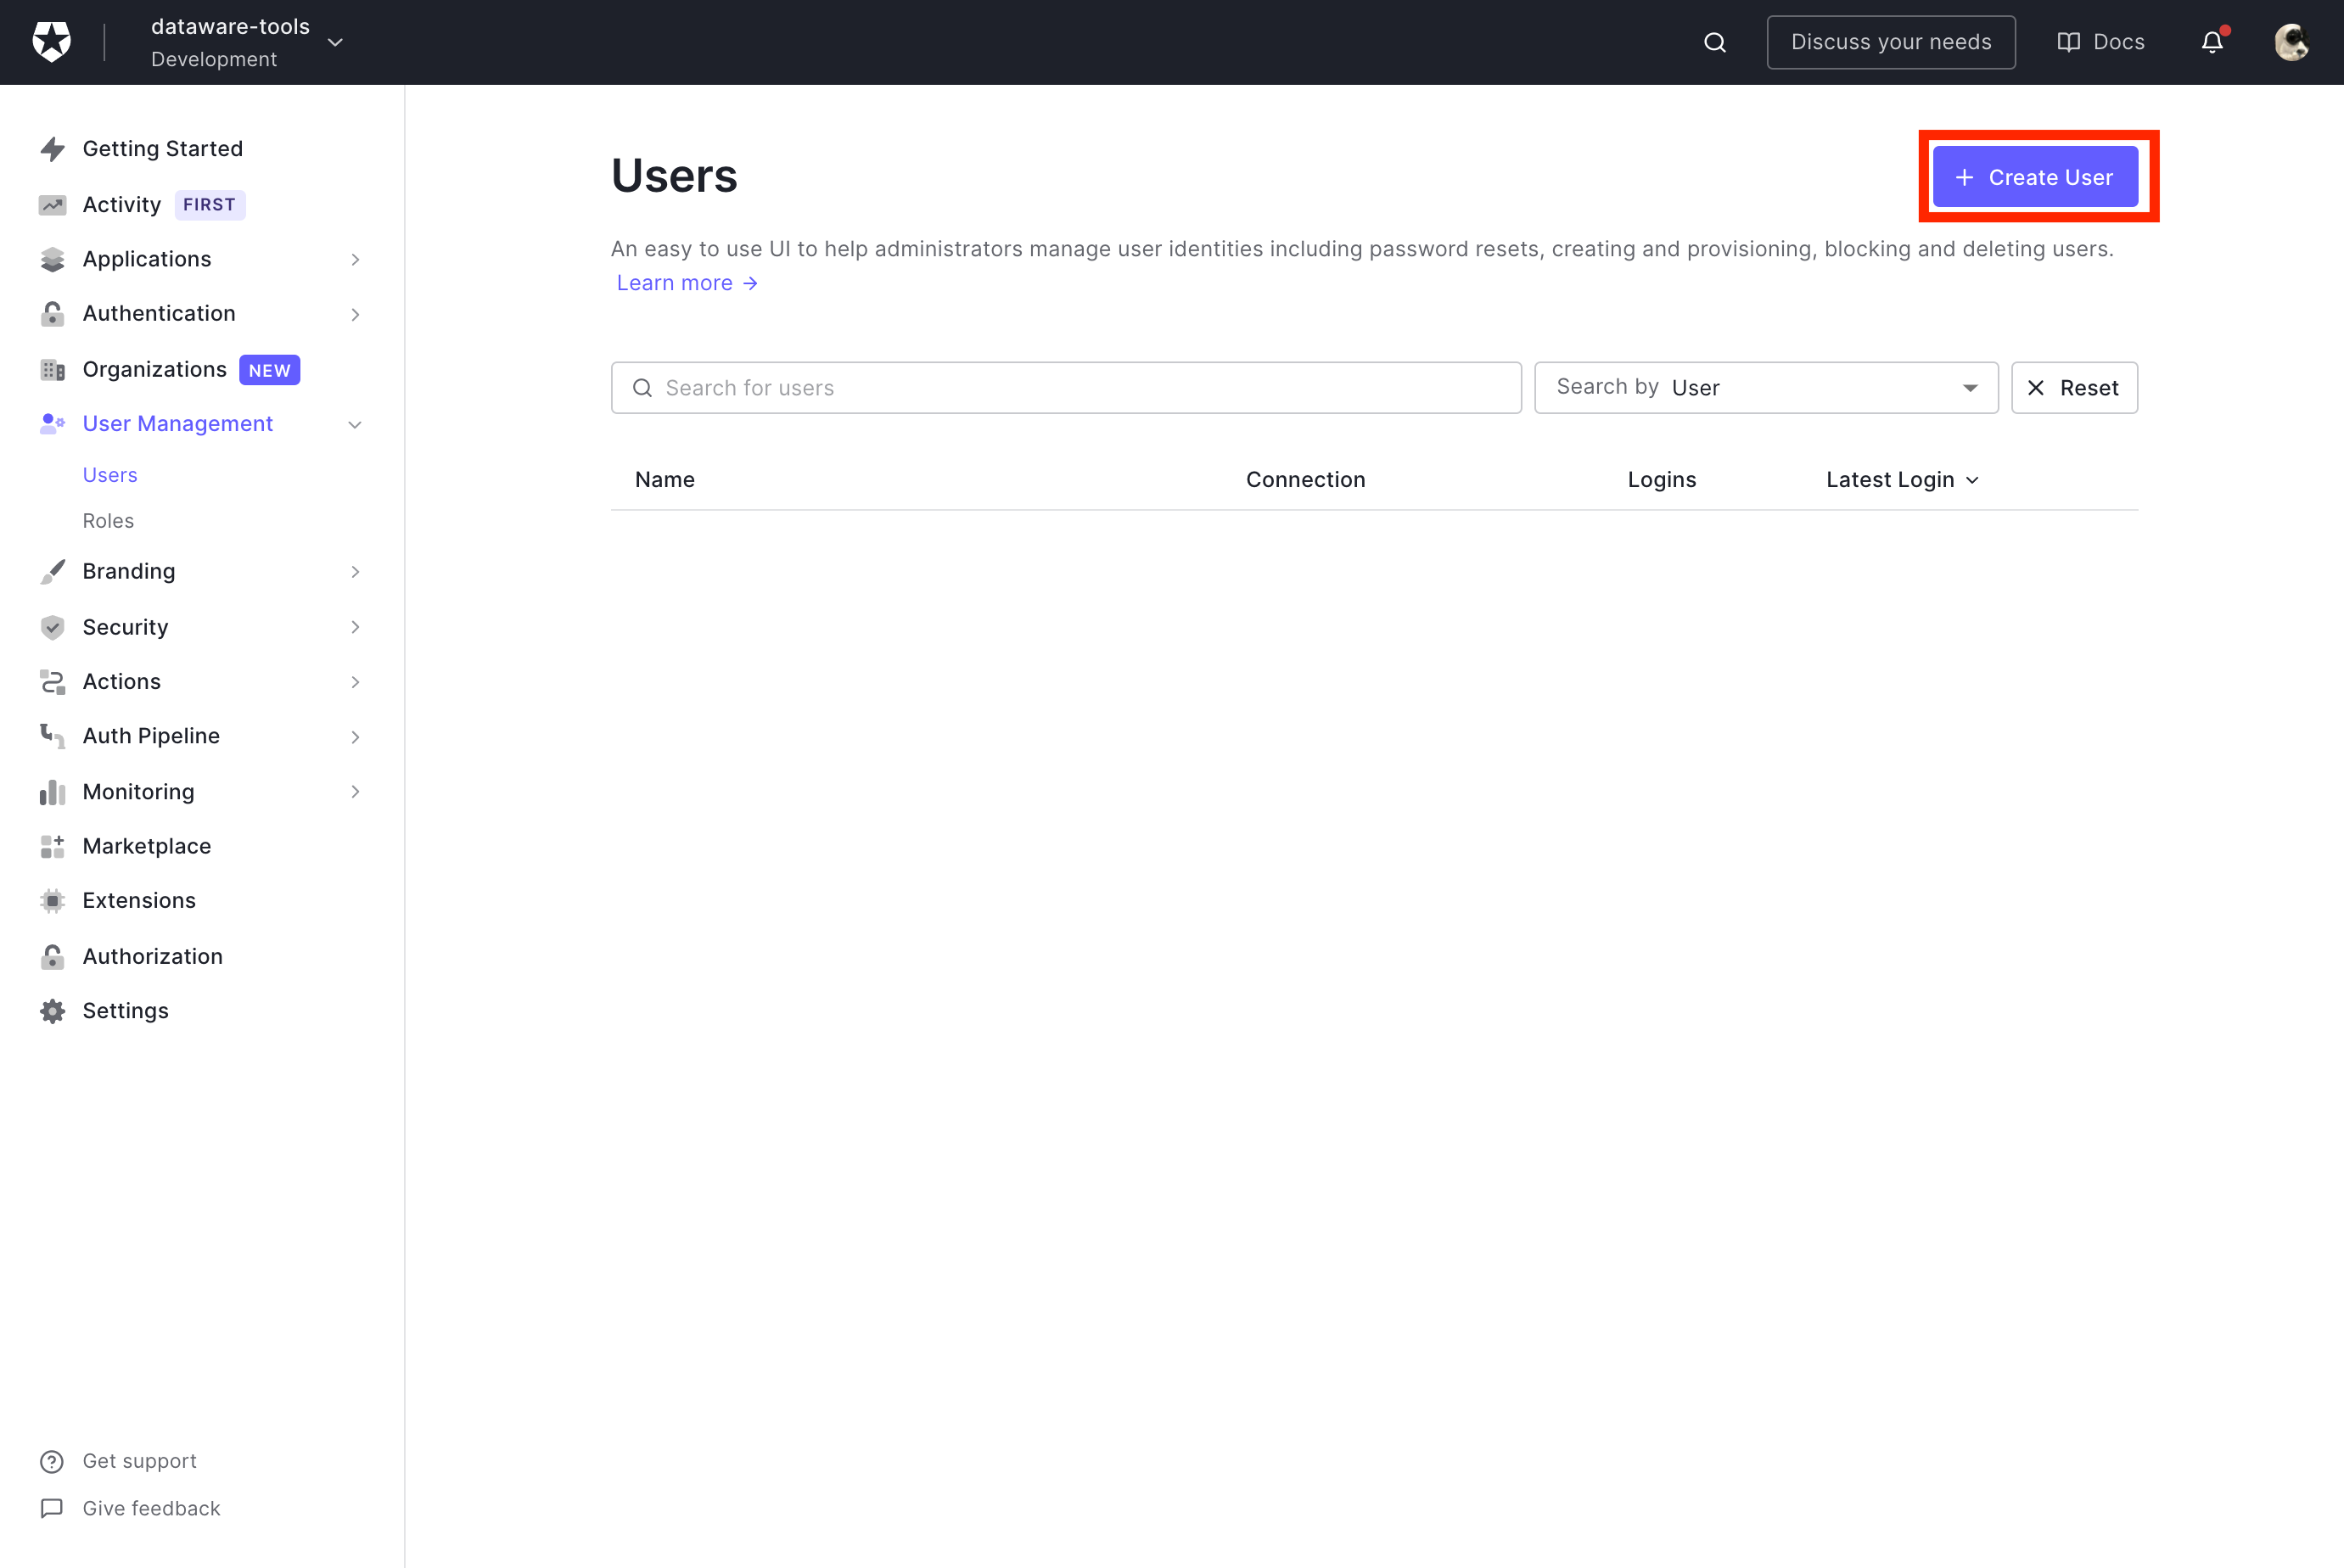 dataware-tools
Development
Discuss your needs
Docs
Getting Started
Activity FIRST
Applications
Authentication
Organizations NEW
User Management
Users
Roles
Branding
Security
Actions
Auth Pipeline
Monitoring
Marketplace
Extensions
Authorization
Settings
Get support
Give feedback
Users
+ Create User
An easy to use UI to help administrators manage user identities including password resets, creating and provisioning, blocking and deleting users.
Learn more →
Search for users
Search by User
Reset
Name Connection Logins Latest Login